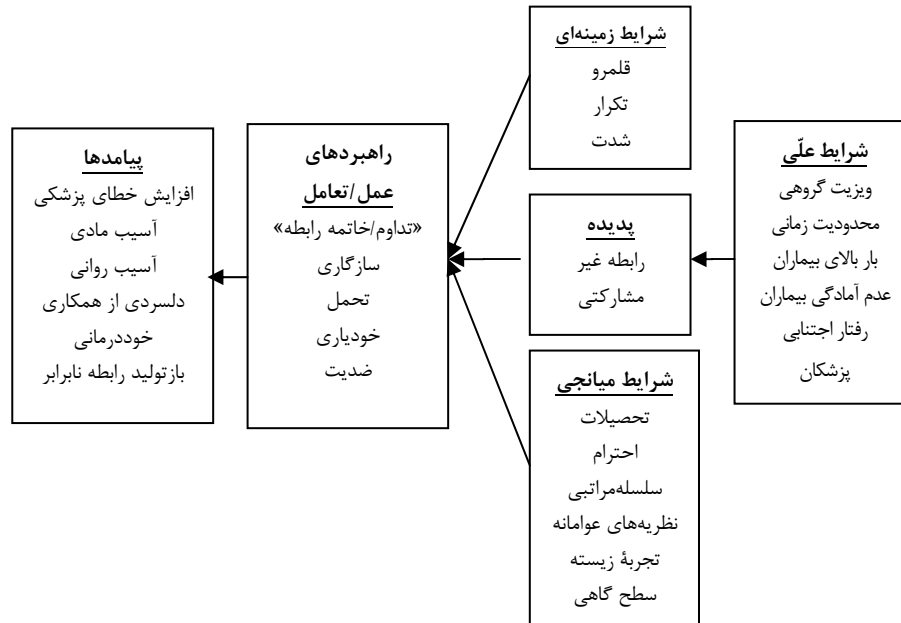 شرایط زمینه‌ای
قلمرو
تکرار
شدت
شرایط علّی
ویزیت گروهی
محدودیت زمانی
بار بالای بیماران
عدم آمادگی بیماران
رفتار اجتنابی
پزشکان
پدیده
رابطه غیر
مشارکتی
شرایط میانجی
تحصیلات
احترام
سلسله‌مراتبی
نظریه‌های عوامانه
تجربۀ زیسته
سطح گاهی
راهبردهای
عمل/تعامل
«تداوم/خاتمه رابطه»
سازگاری
تحمل
خودیاری
ضدیت
پیامدها
افزایش خطای پزشکی
آسیب مادی
آسیب روانی
دلسردی از همکاری
خوددرمانی
بازتولید رابطه نابرابر